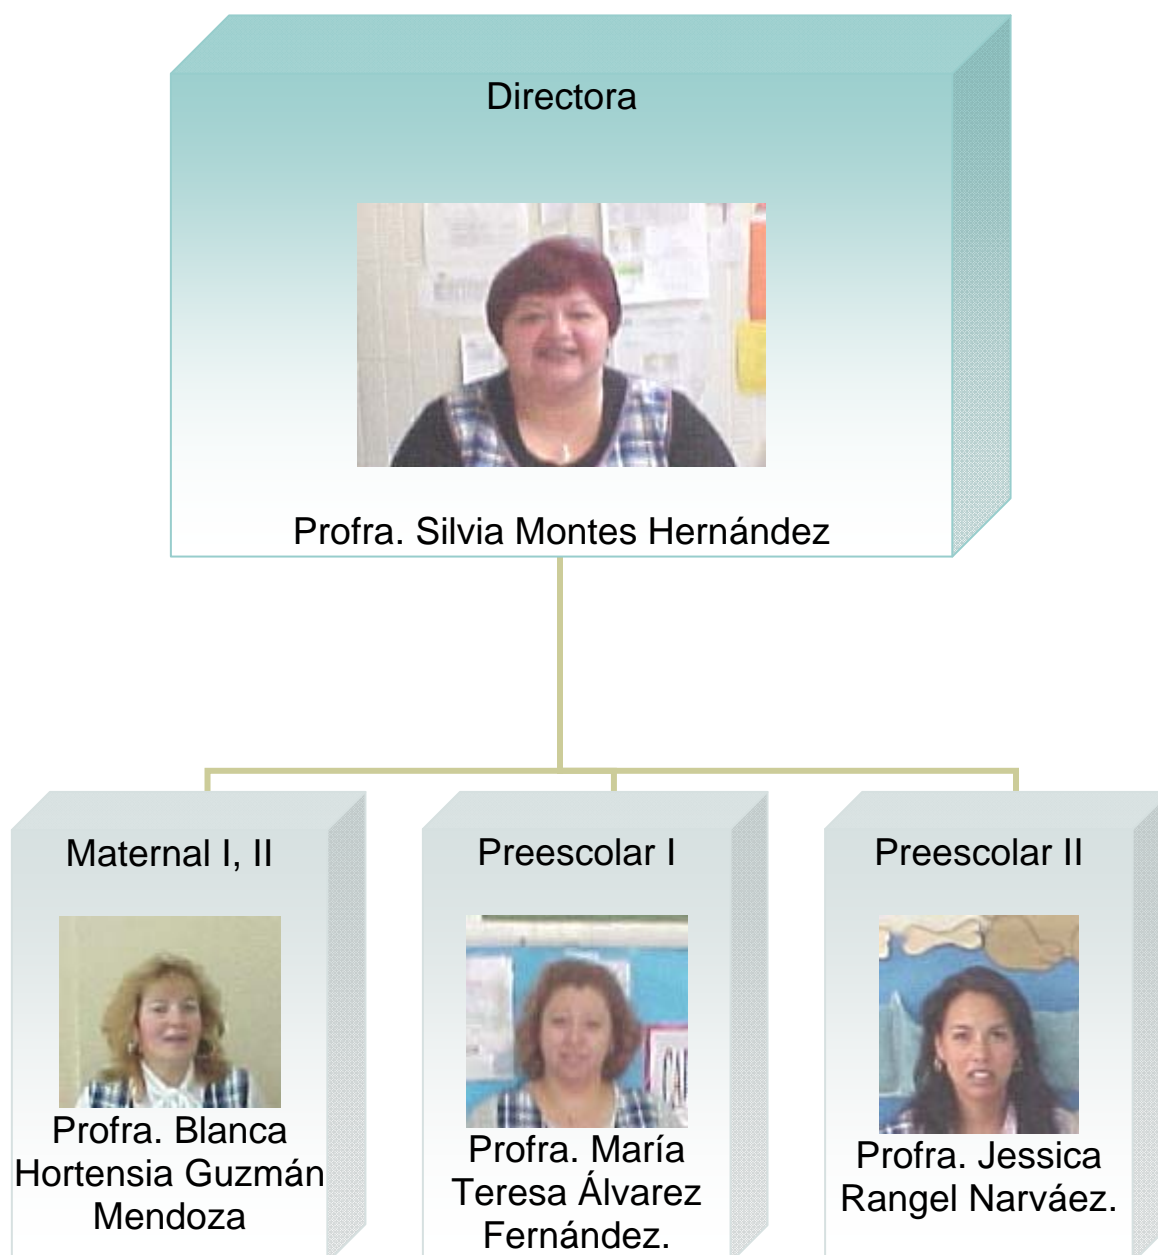 Directora
Profra. Silvia Montes Hernández
Maternal I, II
Profra. Blanca
Hortensia Guzmán
Mendoza
Preescolar I
Profra. María
Teresa Álvarez
Fernández.
Preescolar II
Profra. Jessica
Rangel Narváez.